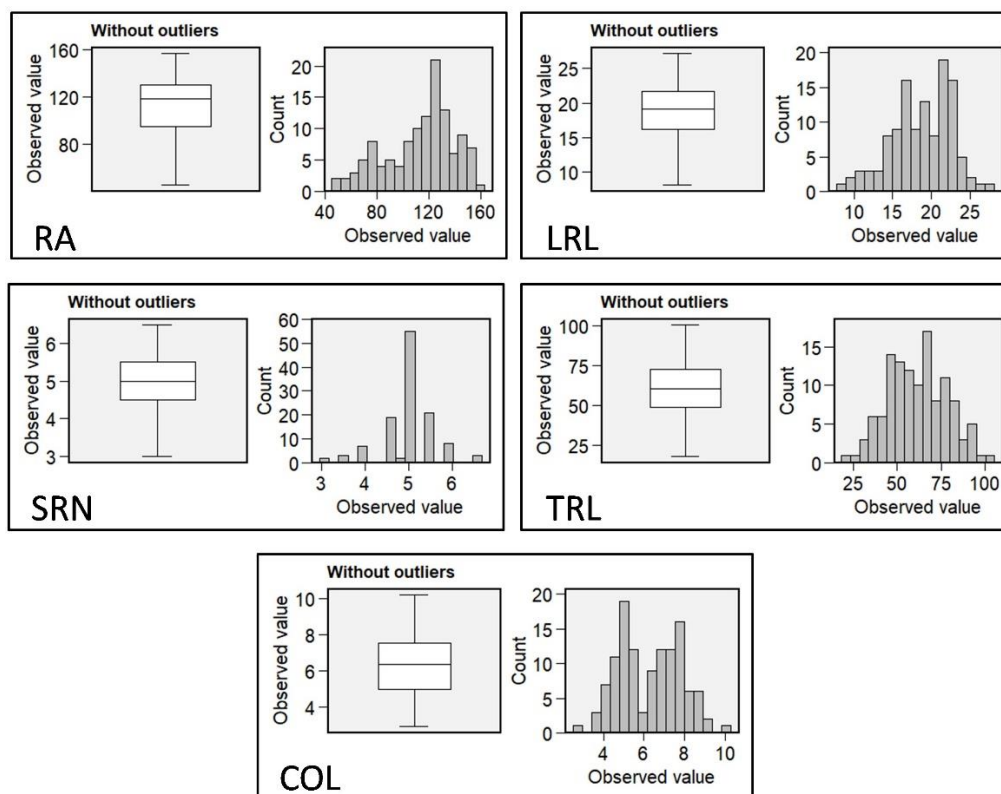 Without outliers
Observed value
160
120
80
Count
20
15
10
5
0
40 80 120 160
Observed value
RA
Without outliers
Observed value
25
20
15
10
Count
20
15
10
5
0
10 15 20 25
Observed value
LRL
Without outliers
Observed value
6
5
4
3
Count
60
50
40
30
20
10
0
3 4 5 6
Observed value
SRN
Without outliers
Observed value
100
75
50
25
Count
15
10
5
0
25 50 75 100
Observed value
TRL
Without outliers
Observed value
10
8
6
4
Count
20
15
10
5
0
4 6 8 10
Observed value
COL